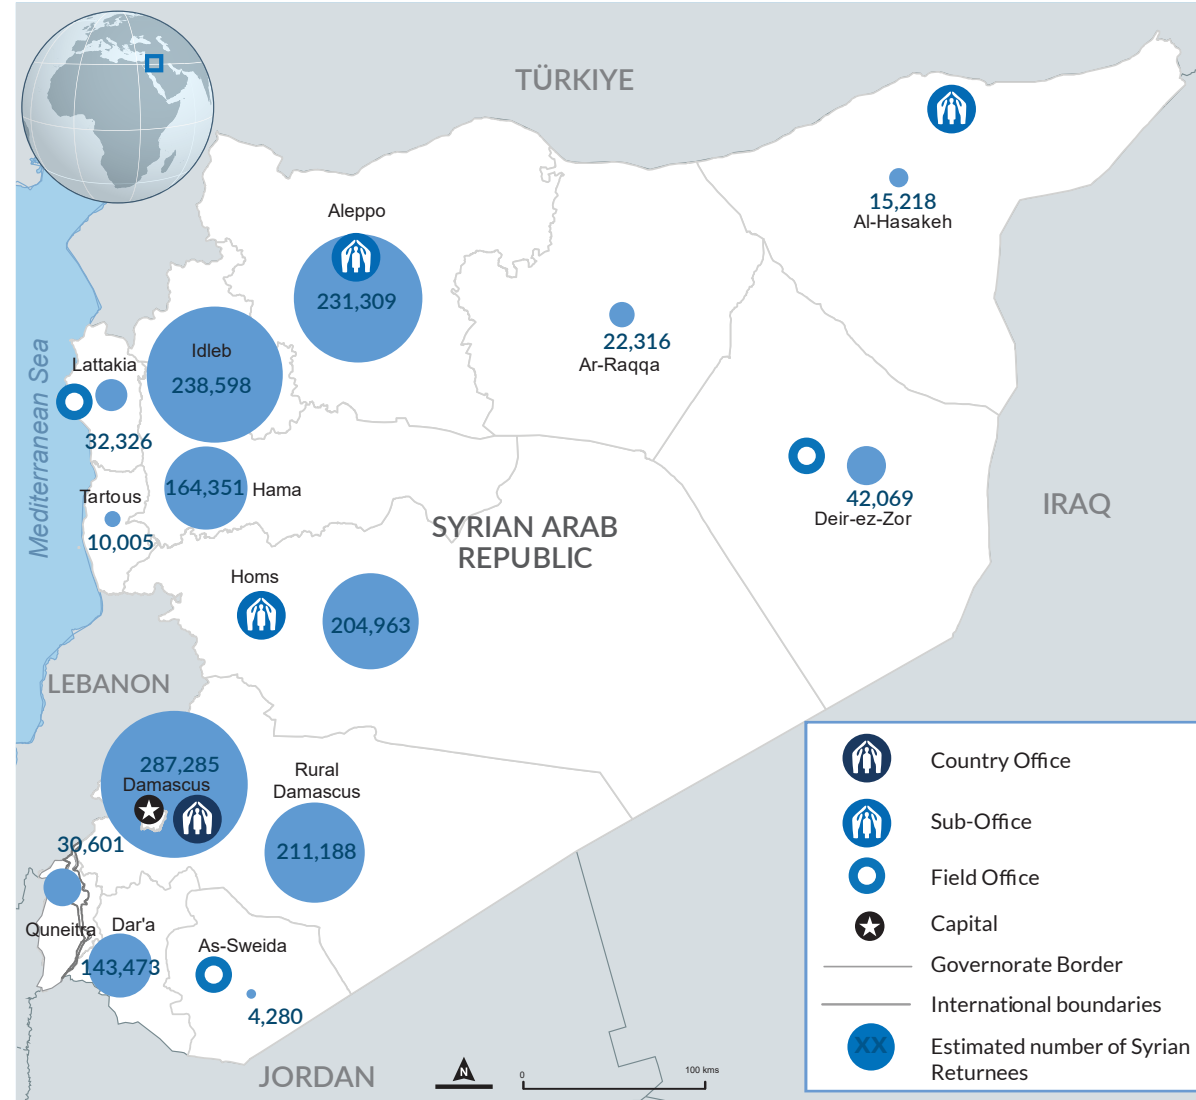 TÜRKIYE
15,218
Al-Hasakeh
Aleppo
231,309
22,316
Ar-Raqqa
Idleb
238,598
Lattakia
32,326
Mediterranean Sea
164,351
Hama
Tartous
10,005
42,069
Deir-ez-Zor
IRAQ
SYRIAN ARAB
REPUBLIC
Homs
204,963
LEBANON
287,285
Damascus
Rural
Damascus
211,188
30,601
Quneitra
Dar'a
143,473
As-Sweida
4,280
JORDAN
N
0
100 kms
Country Office
Sub-Office
Field Office
Capital
Governorate Border
International boundaries
XX
Estimated number of Syrian
Returnees